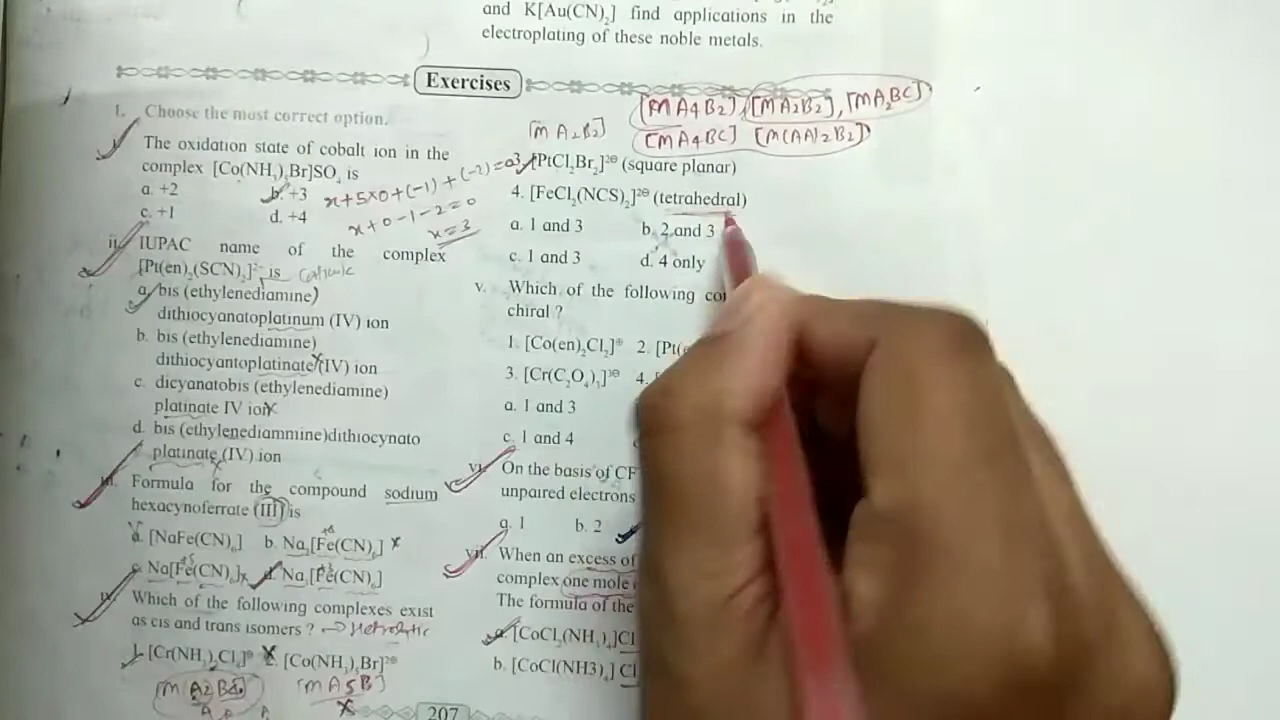 and K[Au(CN)₂] find applications in the
electroplating of these noble metals.
Exercises
1. Choose the most correct option.
The oxidation state of cobalt ion in the
complex [Co(NH₃)₅Br]SO₄ is
a. +2
b. +3
c. +1
d. +4
x+5×0+(-1)+(-2)=0
x+0-1-2=0
x=3
ii. IUPAC name of the complex
[Pt(en)₂(SCN)₂]²⁺ is
a. bis (ethylenediamine)
dithiocyanatoplatinum (IV) ion
b. bis (ethylenediamine)
dithiocyantoplatinate (IV) ion
c. dicyanatobis (ethylenediamine)
platinate IV ion
d. bis (ethylenediammine)dithiocynato
platinate (IV) ion
iii. Formula for the compound sodium
hexacynoferrate (III) is
a. [NaFe(CN)₆] b. Na₂[Fe(CN)₆]
c. Na[Fe(CN)₆] d. Na₃[Fe(CN)₆]
iv. Which of the following complexes exist
as cis and trans isomers ?
1. [Cr(NH₃)₂Cl₄]⊖ 2. [Co(NH₃)₅Br]²⊕
[MA2B4] [MA5B]
207
[MA4B2], [MA2B2], [MA2BC]
[MA2B2] [MA4BC] [M(AA)2B2]
3. [PtCl₂Br₂]²⊖ (square planar)
4. [FeCl₂(NCS)₂]²⊖ (tetrahedral)
a. 1 and 3 b. 2 and 3
c. 1 and 3 d. 4 only
v. Which of the following
chiral ?
1. [Co(en)₂Cl₂]⊕ 2.
3. [Cr(C₂O₄)₃]³⊖ 4.
a. 1 and 3
c. 1 and 4
vi. On the basis of CF
unpaired electrons
a. 1 b. 2
vii. When an excess of
complex one mole
The formula of the
a. [CoCl₂(NH₃)₄]Cl
b. [CoCl(NH3)₄] Cl